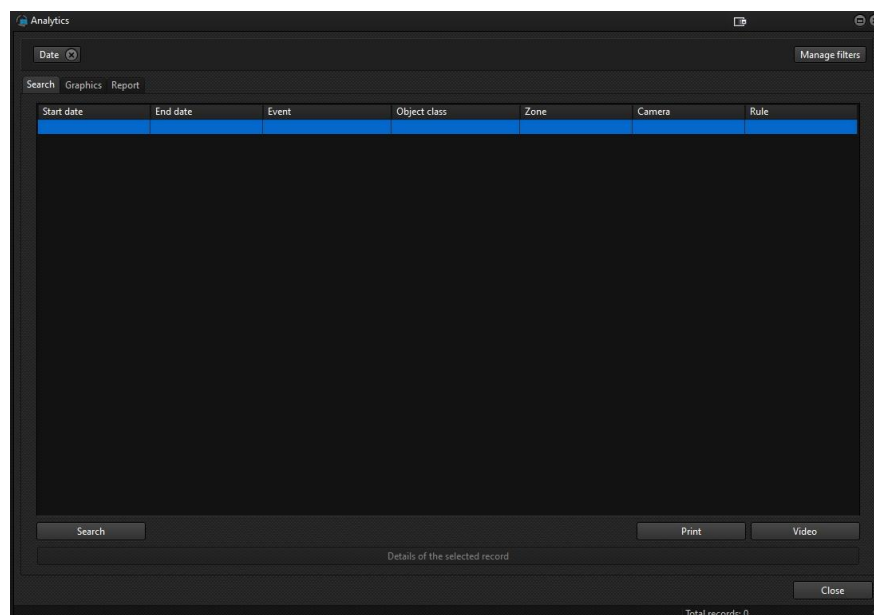 Analytics
Date
Manage filters
Search Graphics Report
Start date End date Event Object class Zone Camera Rule
Search Print Video
Details of the selected record
Close
Total records: 0